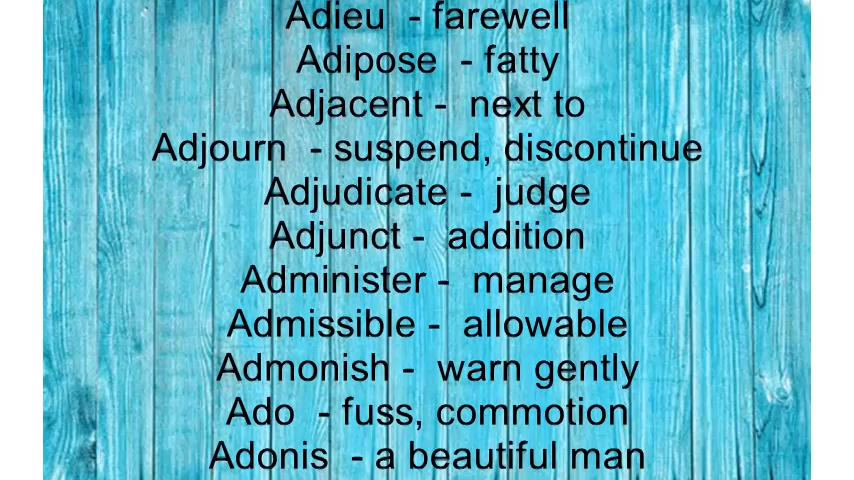 Adieu - farewell
Adipose - fatty
Adjacent - next to
Adjourn - suspend, discontinue
Adjudicate - judge
Adjunct - addition
Administer - manage
Admissible - allowable
Admonish - warn gently
Ado - fuss, commotion
Adonis - a beautiful man